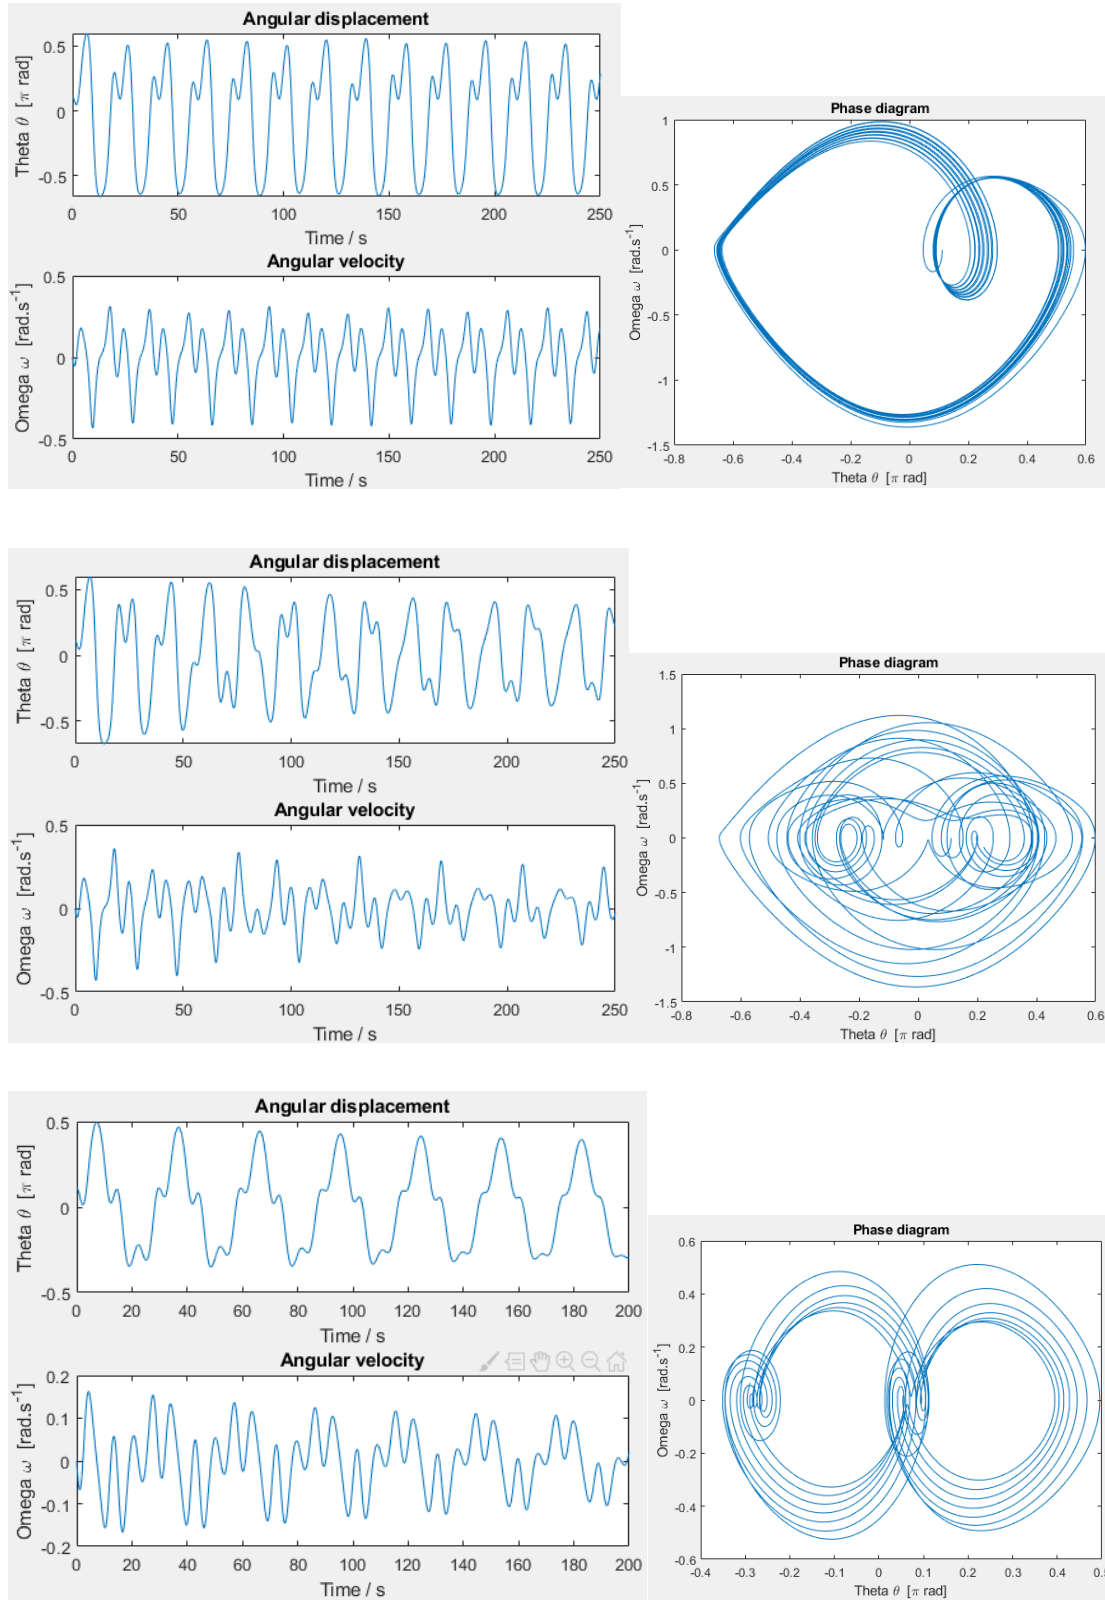 Angular displacement
Theta θ [π rad]
0.5
0
-0.5
0 50 100 150 200 250
Time / s
Angular velocity
Omega ω [rad.s-1]
0.5
0
-0.5
0 50 100 150 200 250
Time / s
Phase diagram
Omega ω [rad.s-1]
1
0.5
0
-0.5
-1
-1.5
-0.8 -0.6 -0.4 -0.2 0 0.2 0.4 0.6
Theta θ [π rad]
Angular displacement
Theta θ [π rad]
0.5
0
-0.5
0 50 100 150 200 250
Time / s
Angular velocity
Omega ω [rad.s-1]
0.5
0
-0.5
0 50 100 150 200 250
Time / s
Phase diagram
Omega ω [rad.s-1]
1.5
1
0.5
0
-0.5
-1
-1.5
-0.8 -0.6 -0.4 -0.2 0 0.2 0.4 0.6
Theta θ [π rad]
Angular displacement
Theta θ [π rad]
0.5
0
-0.5
0 20 40 60 80 100 120 140 160 180 200
Time / s
Angular velocity
Omega ω [rad.s-1]
0.2
0.1
0
-0.1
-0.2
0 20 40 60 80 100 120 140 160 180 200
Time / s
Phase diagram
Omega ω [rad.s-1]
0.6
0.4
0.2
0
-0.2
-0.4
-0.6
-0.4 -0.3 -0.2 -0.1 0 0.1 0.2 0.3 0.4 0.5
Theta θ [π rad]